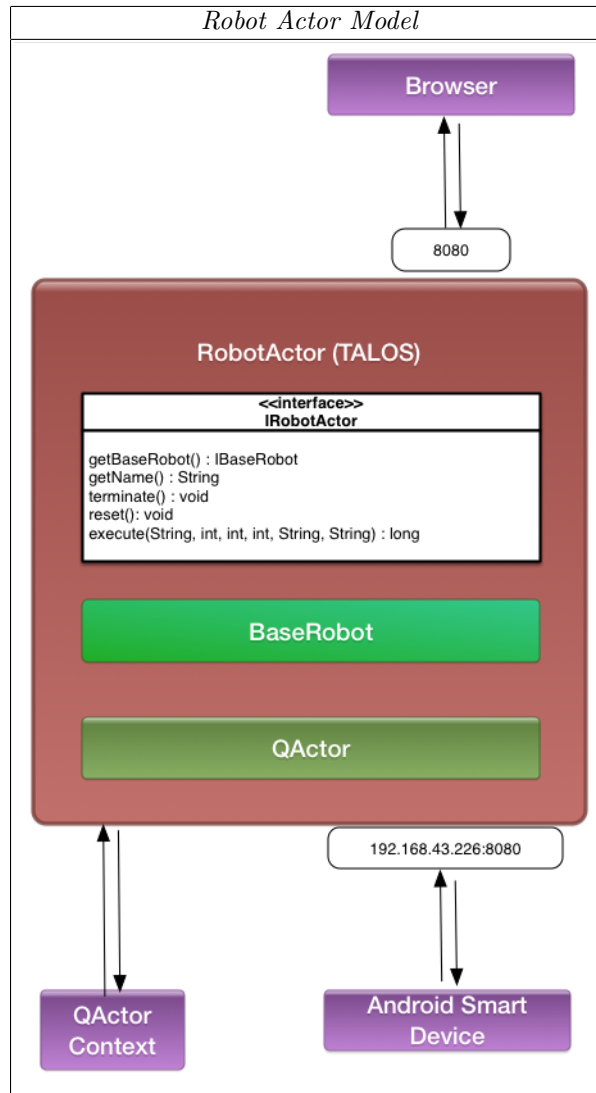 Robot Actor Model
Browser
8080
RobotActor (TALOS)
<<interface>>
IRobotActor
getBaseRobot() : IBaseRobot
getName() : String
terminate() : void
reset(): void
execute(String, int, int, int, String, String) : long
BaseRobot
QActor
192.168.43.226:8080
QActor
Context
Android Smart
Device